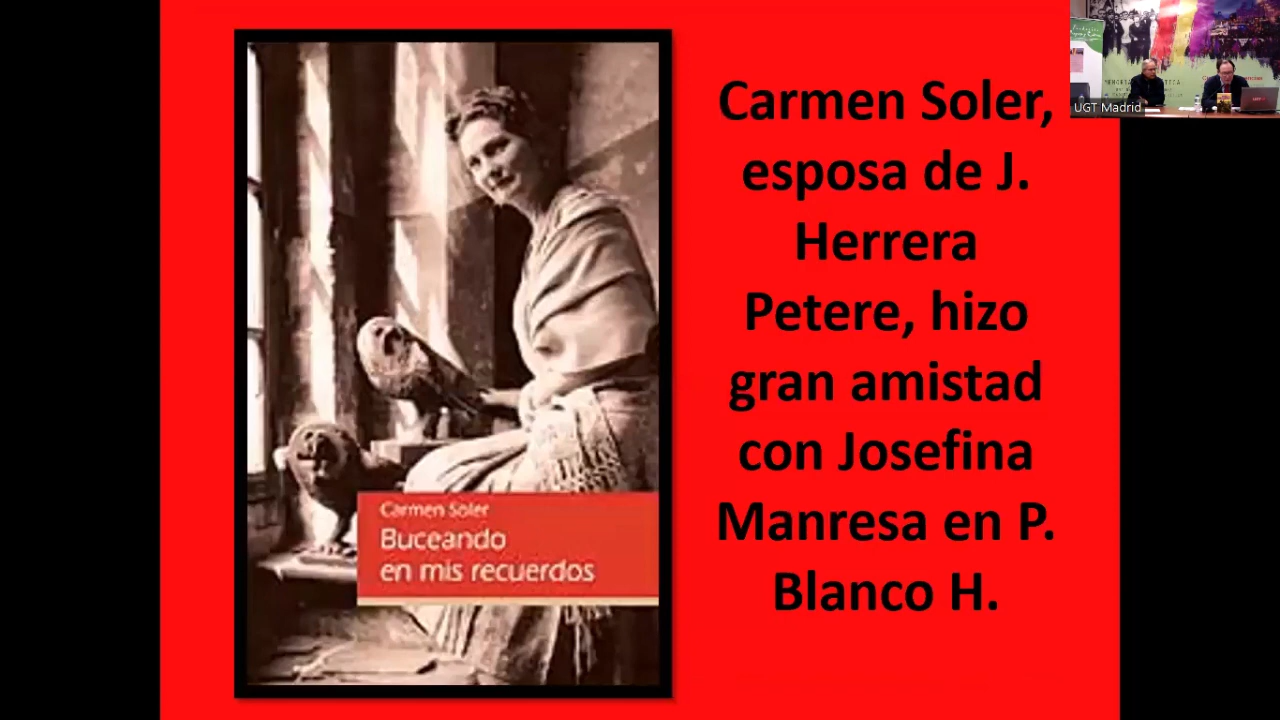 Carmen Soler,
esposa de J.
Herrera
Petere, hizo
gran amistad
con Josefina
Manresa en P.
Blanco H.
Carmen Soler
Buceando
en mis recuerdos
UGT Madrid